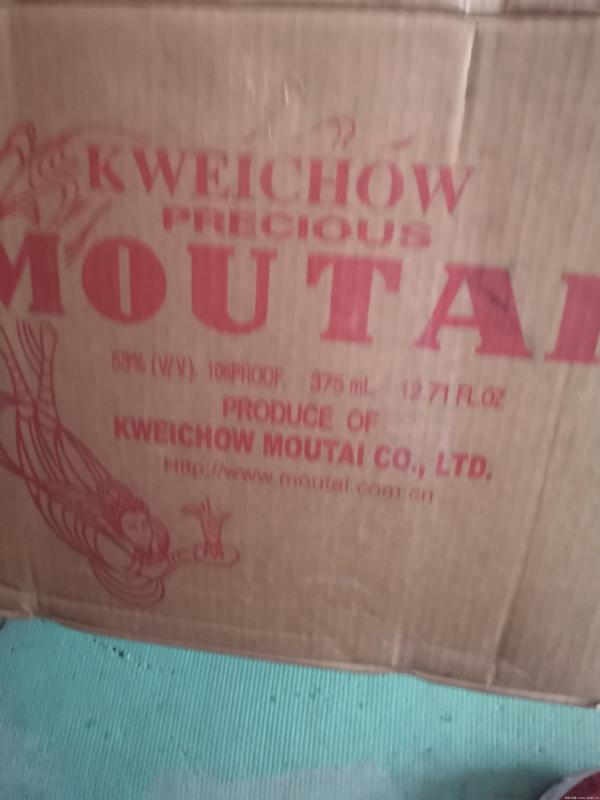 KWEICHOW
PRECIOUS
MOUTAI
53% (V/V). 106PROOF. 375 mL 12.71 FL.OZ
PRODUCE OF
KWEICHOW MOUTAI CO., LTD.
Http://www.moutai.com.cn